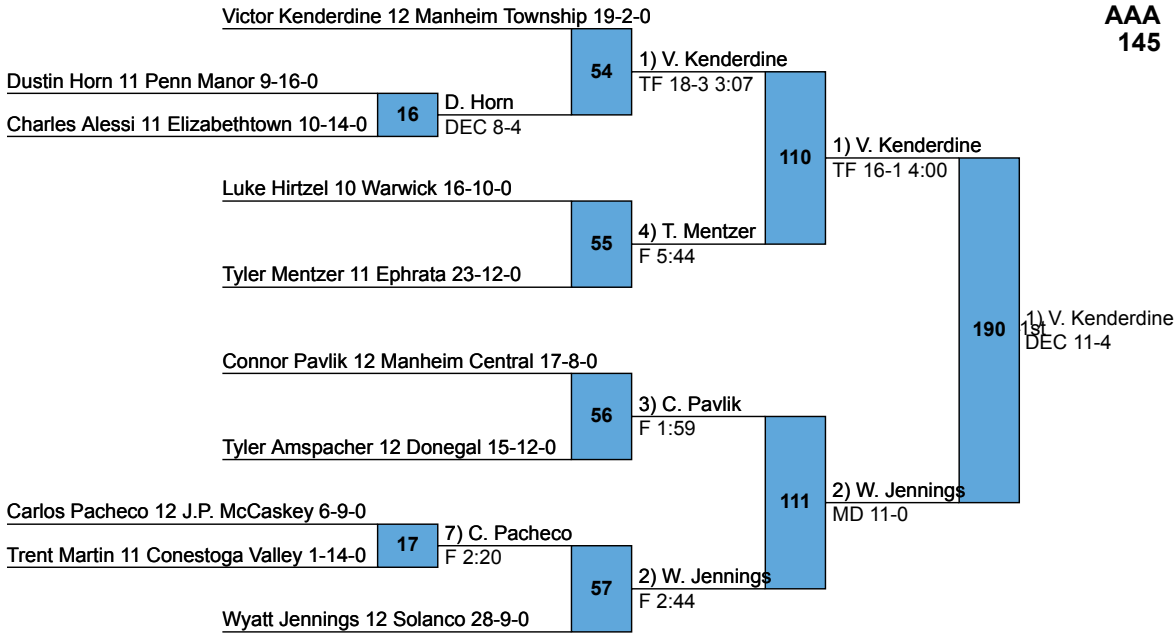 Victor Kenderdine 12 Manheim Township 19-2-0
AAA
145
54
1) V. Kenderdine
TF 18-3 3:07
Dustin Horn 11 Penn Manor 9-16-0
16
D. Horn
DEC 8-4
Charles Alessi 11 Elizabethtown 10-14-0
110
1) V. Kenderdine
TF 16-1 4:00
Luke Hirtzel 10 Warwick 16-10-0
55
4) T. Mentzer
F 5:44
Tyler Mentzer 11 Ephrata 23-12-0
190
1st
1) V. Kenderdine
DEC 11-4
Connor Pavlik 12 Manheim Central 17-8-0
56
3) C. Pavlik
F 1:59
Tyler Amspacher 12 Donegal 15-12-0
111
2) W. Jennings
MD 11-0
Carlos Pacheco 12 J.P. McCaskey 6-9-0
17
7) C. Pacheco
F 2:20
Trent Martin 11 Conestoga Valley 1-14-0
57
2) W. Jennings
F 2:44
Wyatt Jennings 12 Solanco 28-9-0